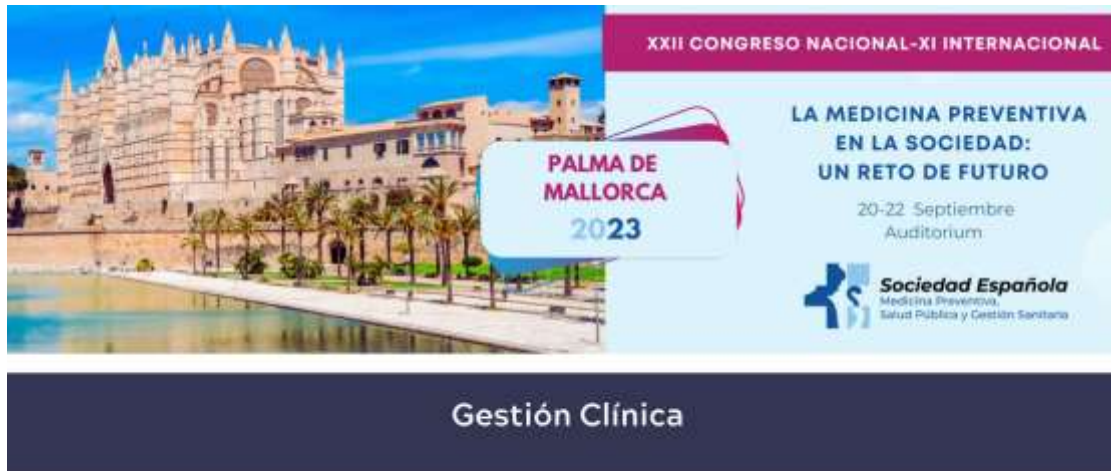 XXII CONGRESO NACIONAL-XI INTERNACIONAL
LA MEDICINA PREVENTIVA
EN LA SOCIEDAD:
UN RETO DE FUTURO
20-22 Septiembre
Auditorium
PALMA DE
MALLORCA
2023
Sociedad Española
Medicina Preventiva,
Salud Pública y Gestión Sanitaria
Gestión Clínica